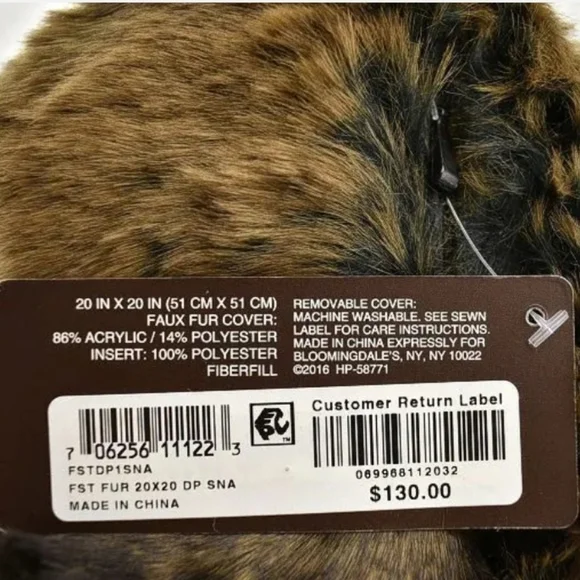 20 IN X 20 IN (51 CM X 51 CM)
FAUX FUR COVER:
86% ACRYLIC / 14% POLYESTER
INSERT: 100% POLYESTER
FIBERFILL
REMOVABLE COVER:
MACHINE WASHABLE. SEE SEWN
LABEL FOR CARE INSTRUCTIONS.
MADE IN CHINA EXPRESSLY FOR
BLOOMINGDALE'S, NY, NY 10022
©2016 HP-58771
7 06256 11122 3
FSTDP1SNA
FST FUR 20X20 DP SNA
MADE IN CHINA
TM
Customer Return Label
069968112032
$130.00